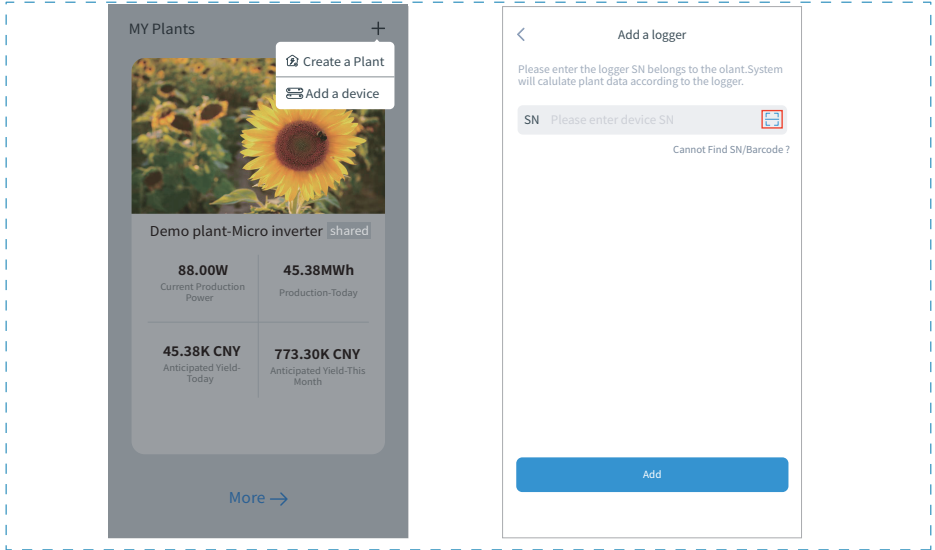 MY Plants
Create a Plant
Add a device
Demo plant-Micro inverter shared
88.00W
Current Production
Power
45.38MWh
Production-Today
45.38K CNY
Anticipated Yield-
Today
773.30K CNY
Anticipated Yield-This
Month
More
Add a logger
Please enter the logger SN belongs to the olant.System
will calulate plant data according to the logger.
SN Please enter device SN
Cannot Find SN/Barcode ?
Add